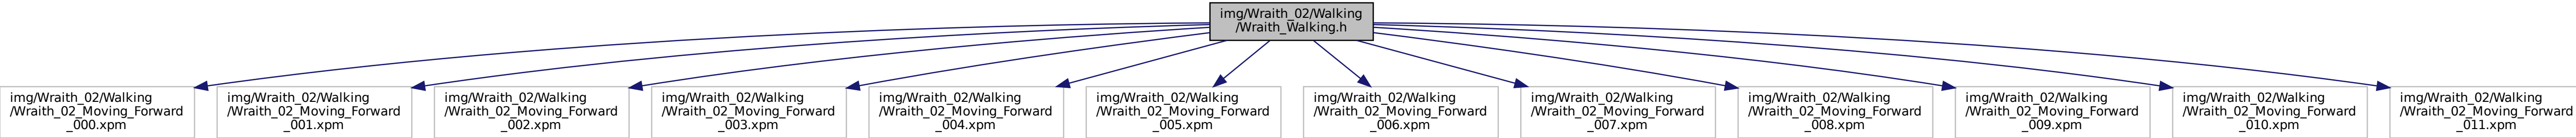 img/Wraith_02/Walking
/Wraith_Walking.h
img/Wraith_02/Walking
/Wraith_02_Moving_Forward
_000.xpm
img/Wraith_02/Walking
/Wraith_02_Moving_Forward
_001.xpm
img/Wraith_02/Walking
/Wraith_02_Moving_Forward
_002.xpm
img/Wraith_02/Walking
/Wraith_02_Moving_Forward
_003.xpm
img/Wraith_02/Walking
/Wraith_02_Moving_Forward
_004.xpm
img/Wraith_02/Walking
/Wraith_02_Moving_Forward
_005.xpm
img/Wraith_02/Walking
/Wraith_02_Moving_Forward
_006.xpm
img/Wraith_02/Walking
/Wraith_02_Moving_Forward
_007.xpm
img/Wraith_02/Walking
/Wraith_02_Moving_Forward
_008.xpm
img/Wraith_02/Walking
/Wraith_02_Moving_Forward
_009.xpm
img/Wraith_02/Walking
/Wraith_02_Moving_Forward
_010.xpm
img/Wraith_02/Walking
/Wraith_02_Moving_Forward
_011.xpm